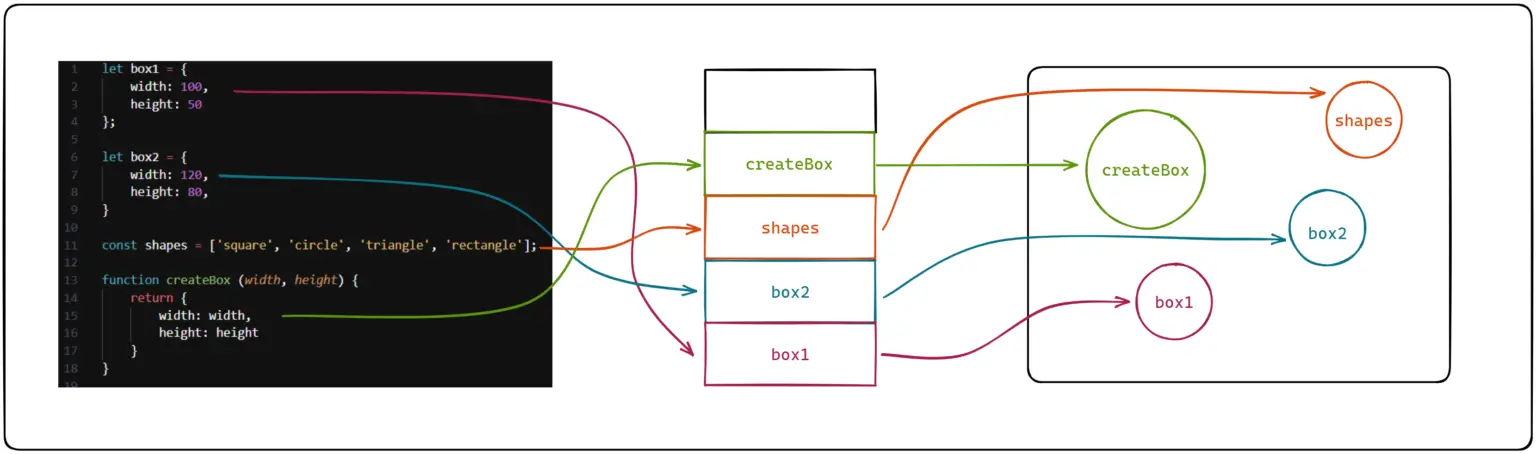 1 let box1 = {
2 width: 100,
3 height: 50
4 };
5
6 let box2 = {
7 width: 120,
8 height: 80,
9 }
10
11 const shapes = ['square', 'circle', 'triangle', 'rectangle'];
12
13 function createBox (width, height) {
14 return {
15 width: width,
16 height: height
17 }
18 }
19
createBox
shapes
box2
box1
shapes
createBox
box2
box1